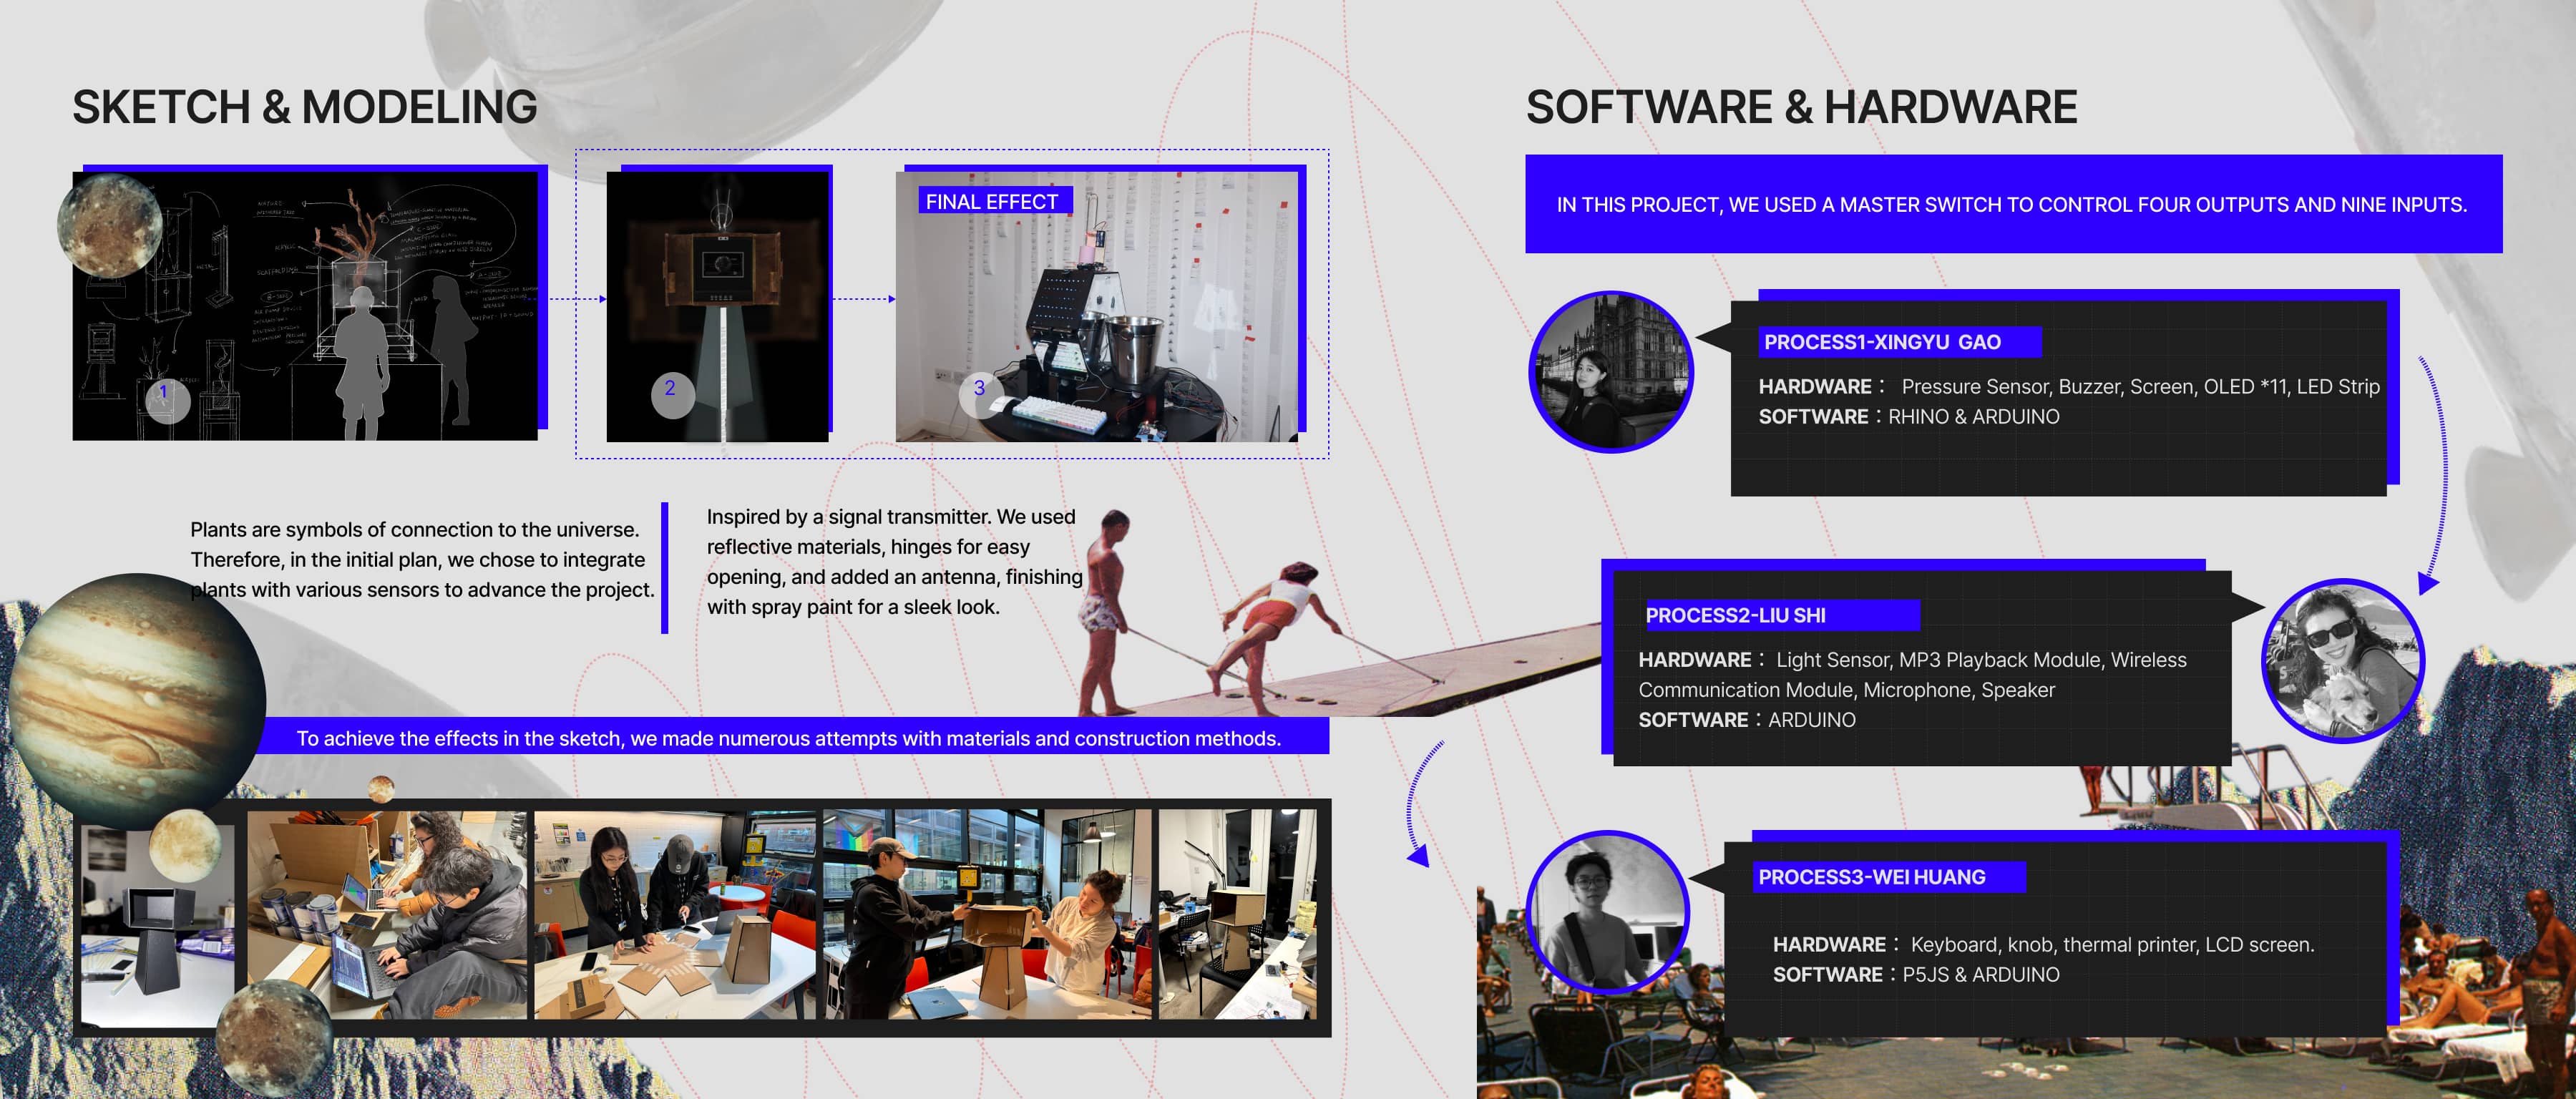 SKETCH & MODELING
FINAL EFFECT
1
2
3
Plants are symbols of connection to the universe.
Therefore, in the initial plan, we chose to integrate
plants with various sensors to advance the project.
Inspired by a signal transmitter. We used
reflective materials, hinges for easy
opening, and added an antenna, finishing
with spray paint for a sleek look.
To achieve the effects in the sketch, we made numerous attempts with materials and construction methods.
SOFTWARE & HARDWARE
IN THIS PROJECT, WE USED A MASTER SWITCH TO CONTROL FOUR OUTPUTS AND NINE INPUTS.
PROCESS1-XINGYU GAO
HARDWARE： Pressure Sensor, Buzzer, Screen, OLED *11, LED Strip
SOFTWARE：RHINO & ARDUINO
PROCESS2-LIU SHI
HARDWARE： Light Sensor, MP3 Playback Module, Wireless
Communication Module, Microphone, Speaker
SOFTWARE：ARDUINO
PROCESS3-WEI HUANG
HARDWARE： Keyboard, knob, thermal printer, LCD screen.
SOFTWARE：P5JS & ARDUINO